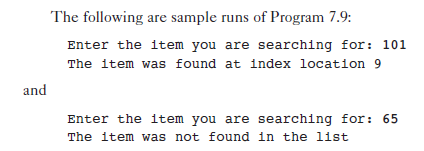 The following are sample runs of Program 7.9:
Enter the item you are searching for: 101
The item was found at index location 9
and
Enter the item you are searching for: 65
The item was not found in the list